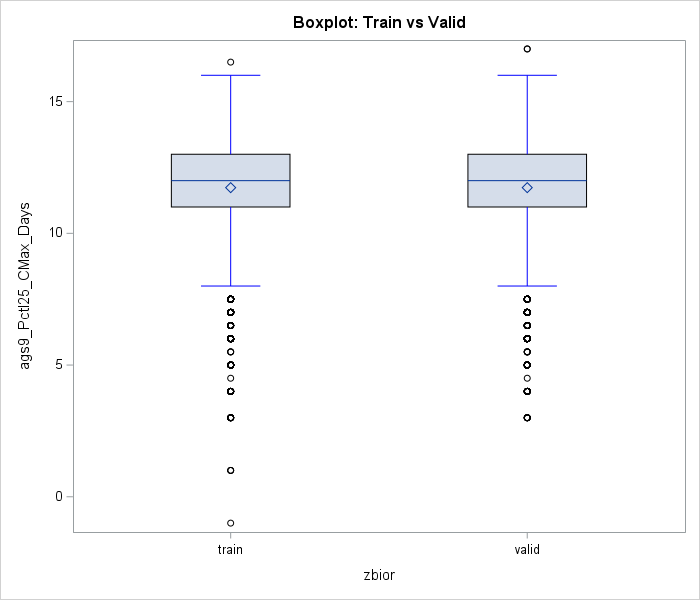 Boxplot: Train vs Valid
15
10
5
0
ags9_Pctl25_CMax_Days
train
valid
zbior